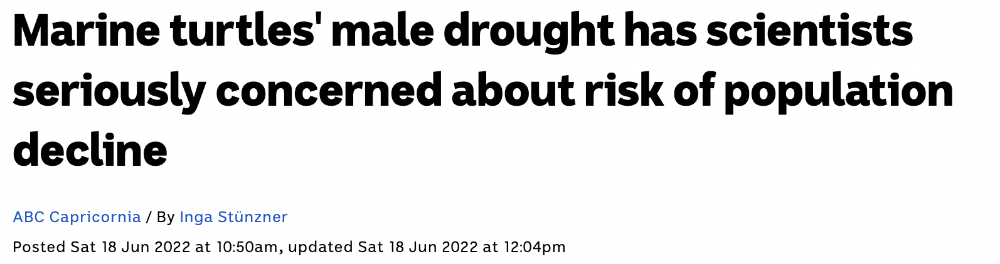 Marine turtles' male drought has scientists
seriously concerned about risk of population
decline
ABC Capricornia / By Inga Stünzner
Posted Sat 18 Jun 2022 at 10:50am, updated Sat 18 Jun 2022 at 12:04pm